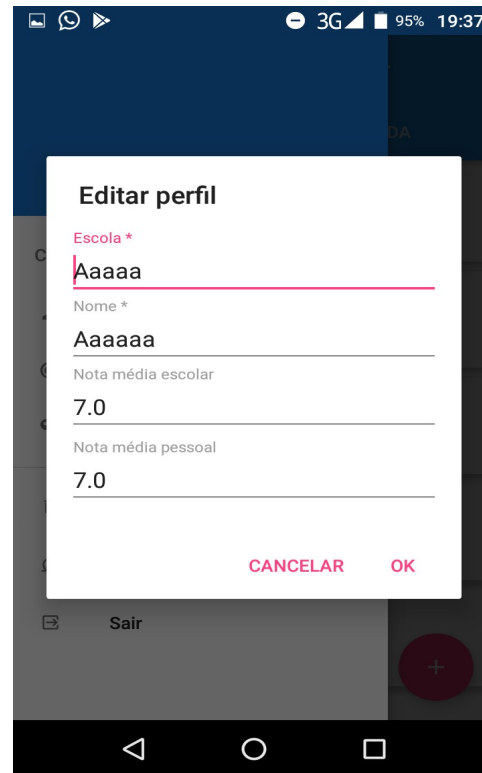 3G 95% 19:37
DA
Editar perfil
Escola *
Aaaaa
Nome *
Aaaaaa
Nota média escolar
7.0
Nota média pessoal
7.0
CANCELAR OK
Sair